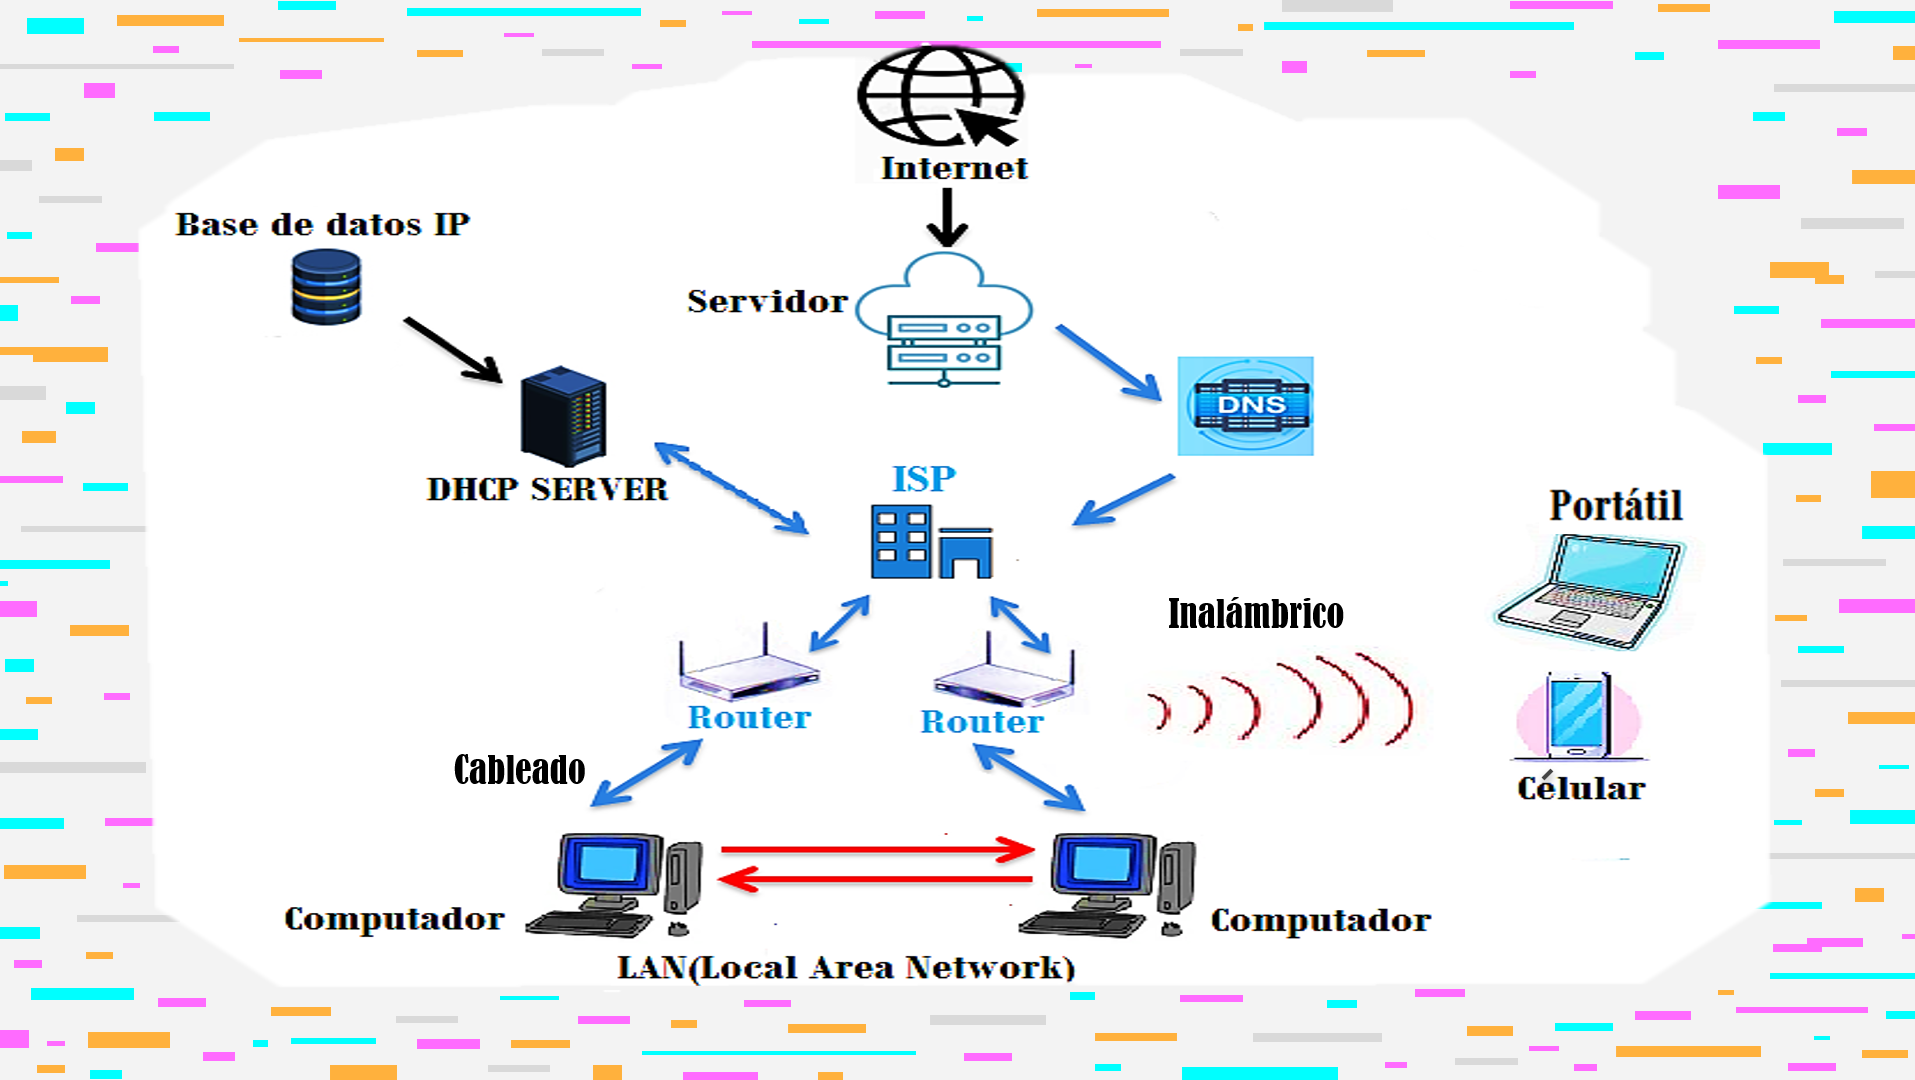 Internet
Base de datos IP
Servidor
DNS
DHCP SERVER
ISP
Portátil
Inalámbrico
Router
Router
Cableado
Célular
Computador
Computador
LAN(Local Area Network)